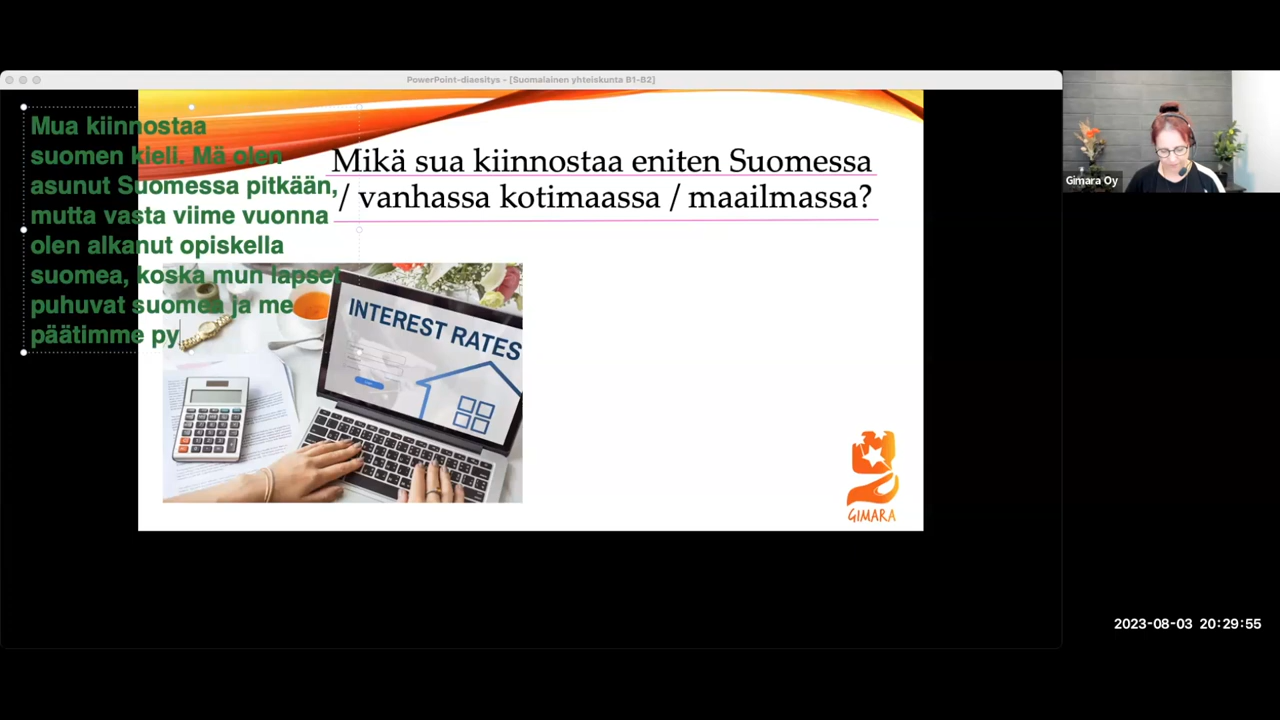 PowerPoint-diaesitys - [Suomalainen yhteiskunta B1-B2]
Mua kiinnostaa
suomen kieli. Mä olen
asunut Suomessa pitkään,
mutta vasta viime vuonna
olen alkanut opiskella
suomea, koska mun lapset
puhuvat suomea ja me
päätimme py
Mikä sua kiinnostaa eniten Suomessa
/ vanhassa kotimaassa / maailmassa?
INTEREST RATES
GIMARA
Gimara Oy
2023-08-03 20:29:55